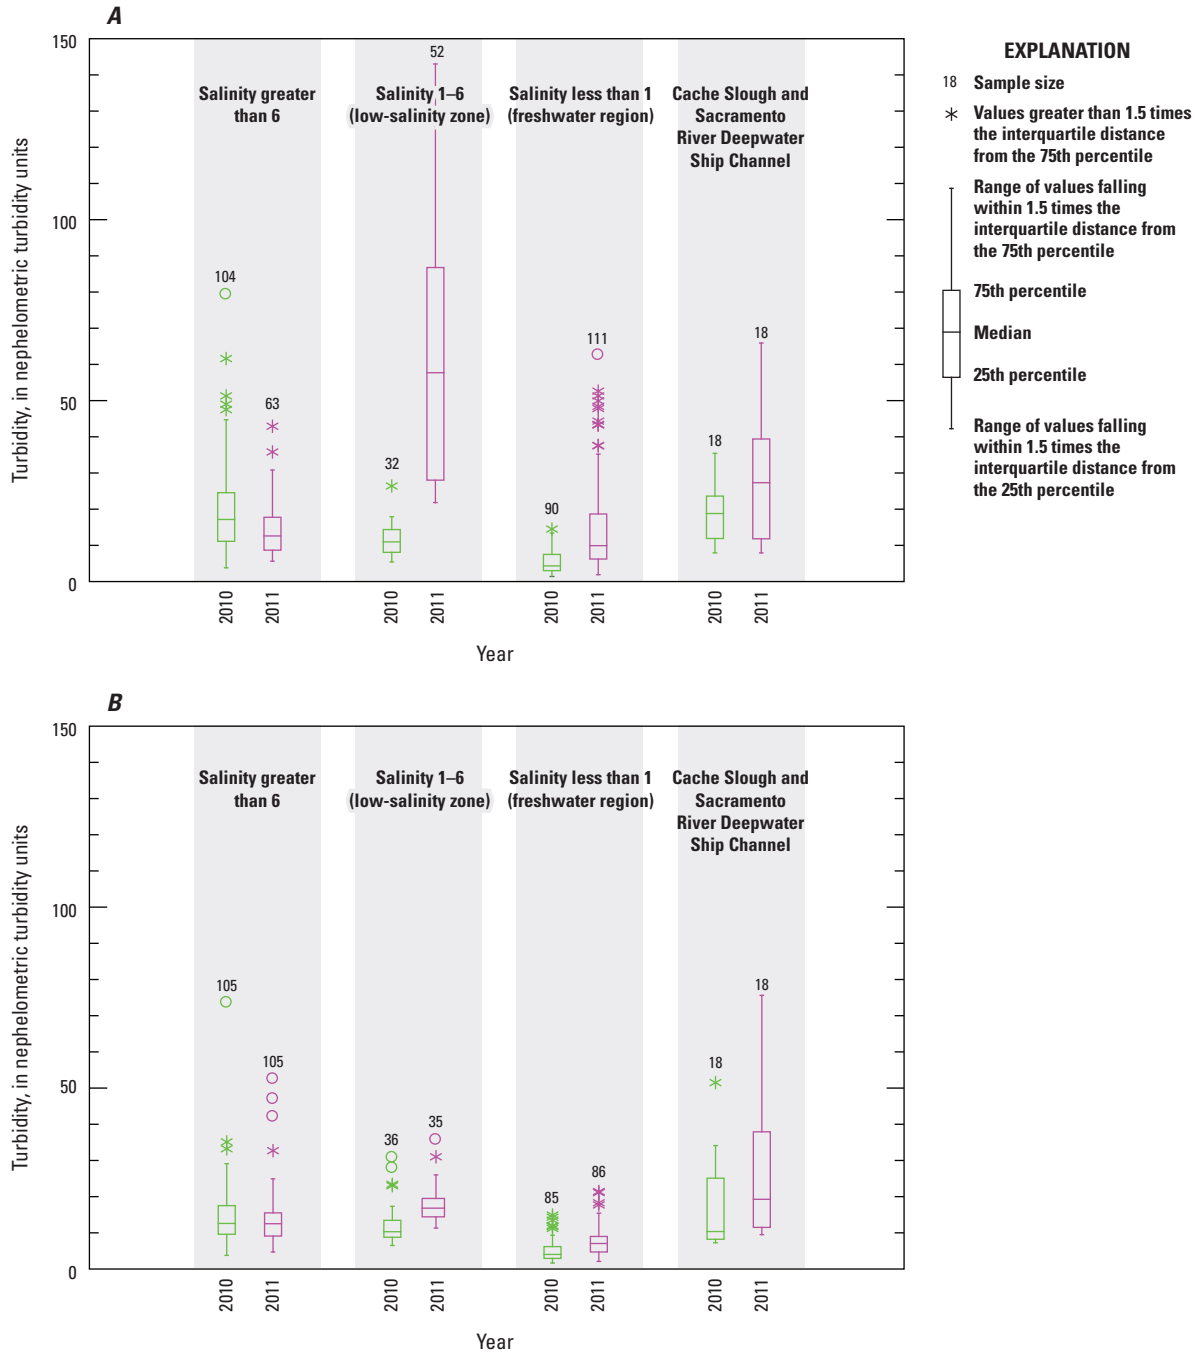 A
150
100
50
0
Turbidity, in nephelometric turbidity units
Salinity greater
than 6
Salinity 1–6
(low-salinity zone)
Salinity less than 1
(freshwater region)
Cache Slough and
Sacramento
River Deepwater
Ship Channel
104
63
32
52
90
111
18
18
2010
2011
2010
2011
2010
2011
2010
2011
Year
EXPLANATION
18 Sample size
Values greater than 1.5 times
the interquartile distance
from the 75th percentile
Range of values falling
within 1.5 times the
interquartile distance from
the 75th percentile
75th percentile
Median
25th percentile
Range of values falling
within 1.5 times the
interquartile distance from
the 25th percentile
B
150
100
50
0
Turbidity, in nephelometric turbidity units
Salinity greater
than 6
Salinity 1–6
(low-salinity zone)
Salinity less than 1
(freshwater region)
Cache Slough and
Sacramento
River Deepwater
Ship Channel
105
105
36
35
85
86
18
18
2010
2011
2010
2011
2010
2011
2010
2011
Year